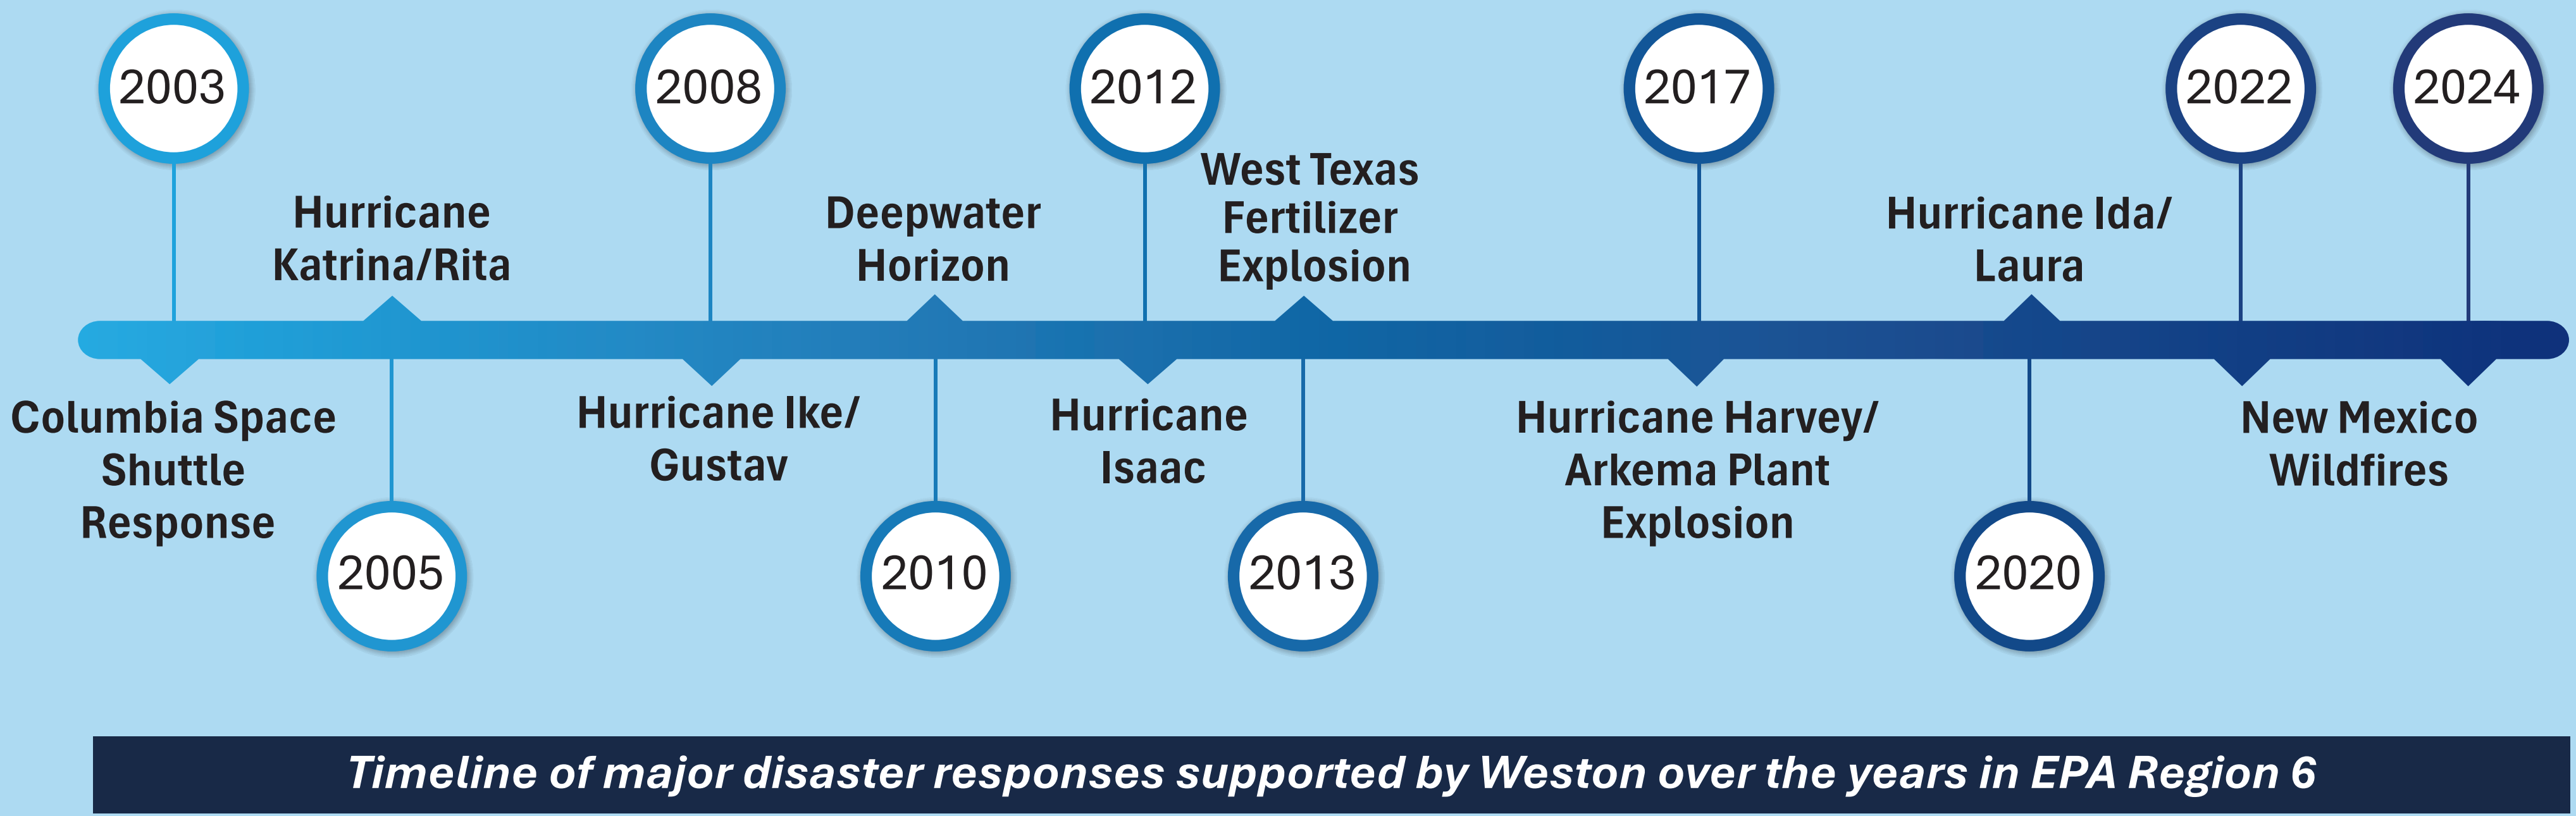 2003
2008
2012
2017
2022
2024
Hurricane
Katrina/Rita
Deepwater
Horizon
West Texas
Fertilizer
Explosion
Hurricane Ida/
Laura
Columbia Space
Shuttle
Response
Hurricane Ike/
Gustav
Hurricane
Isaac
Hurricane Harvey/
Arkema Plant
Explosion
New Mexico
Wildfires
2005
2010
2013
2020
Timeline of major disaster responses supported by Weston over the years in EPA Region 6